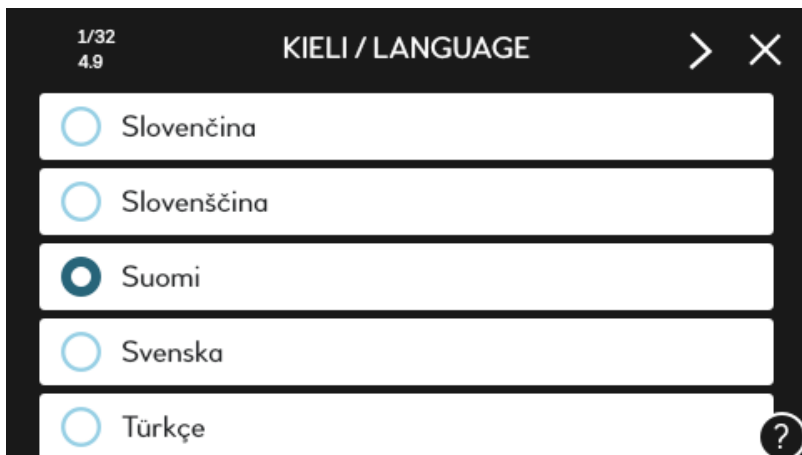 1/32
4.9
KIELI / LANGUAGE
Slovenčina
Slovenščina
Suomi
Svenska
Türkçe
?